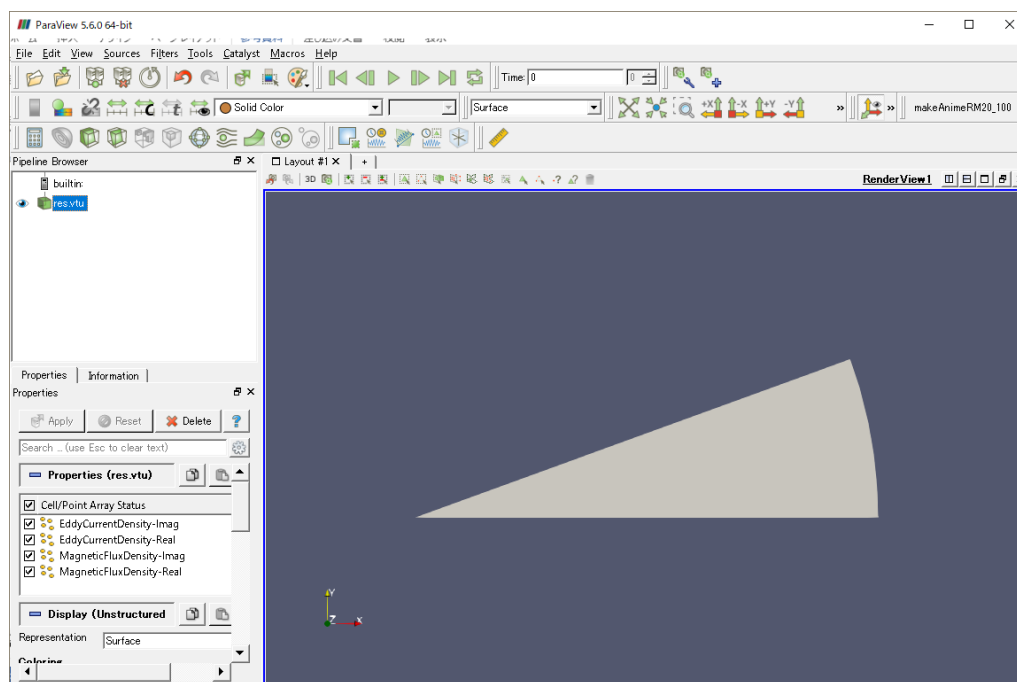 ParaView 5.6.0 64-bit
File Edit View Sources Filters Tools Catalyst Macros Help
Time: 0 0
Solid Color Surface +X -X +Y -Y » » makeAnimeRM20_100
Pipeline Browser Layout #1 × +
3D RenderView1
builtin:
res.vtu
Properties Information
Properties
Apply Reset Delete ?
Search ... (use Esc to clear text)
Properties (res.vtu)
Cell/Point Array Status
EddyCurrentDensity-Imag
EddyCurrentDensity-Real
MagneticFluxDensity-Imag
MagneticFluxDensity-Real
Display (Unstructured
Representation Surface
Coloring
Y
Z X